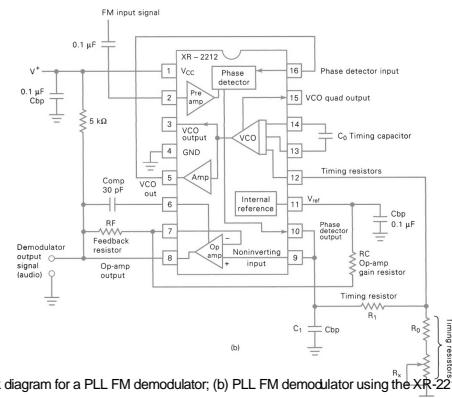 FM input signal
0.1 μF
V+
0.1 μF
Cbp
5 kΩ
XR – 2212
1
VCC
Pre
amp
Phase
detector
16
Phase detector input
2
15
VCO quad output
3
VCO
output
VCO
14
C0 Timing capacitor
4
GND
13
5
VCO
out
Amp
12
Timing resistors
Comp
30 pF
6
Internal
reference
11
Vref
Cbp
0.1 μF
RF
Feedback
resistor
7
10
Phase
detector
output
RC
Op-amp
gain resistor
Demodulator
output
signal
(audio)
Op-amp
output
8
Op
amp
–
+
Noninverting
input
9
Timing resistor
R1
C1
Cbp
R0
Rx
Timing resistors
(b)
diagram for a PLL FM demodulator; (b) PLL FM demodulator using the XR-22